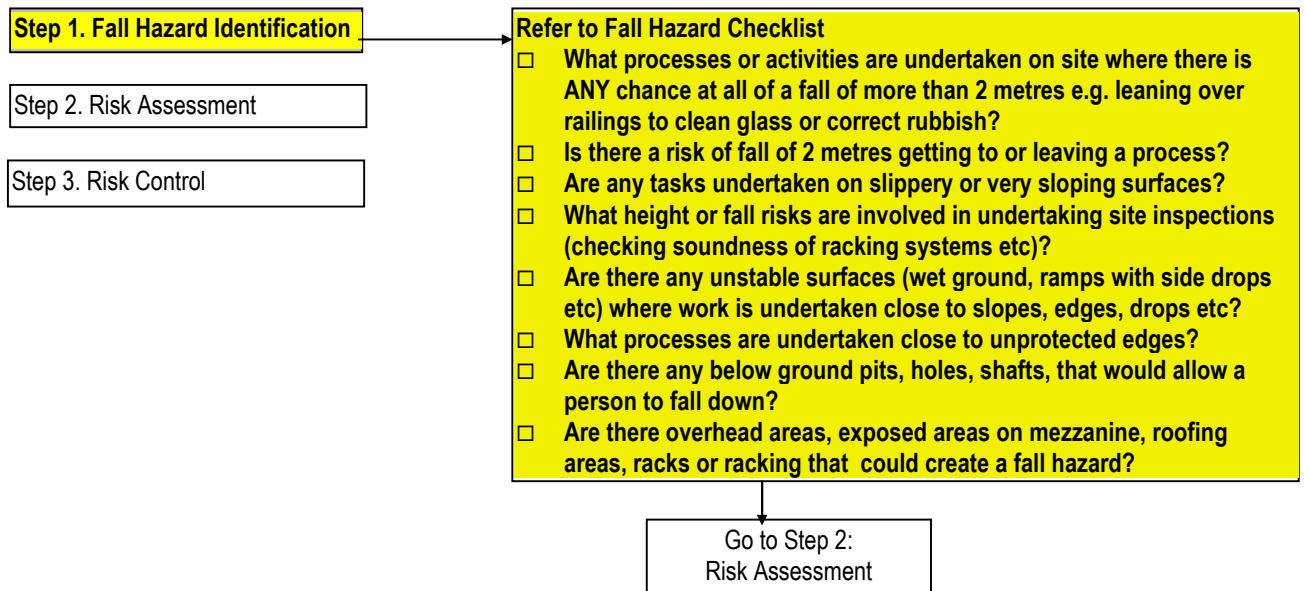 Step 1. Fall Hazard Identification
Step 2. Risk Assessment
Step 3. Risk Control
Refer to Fall Hazard Checklist
□ What processes or activities are undertaken on site where there is
ANY chance at all of a fall of more than 2 metres e.g. leaning over
railings to clean glass or correct rubbish?
□ Is there a risk of fall of 2 metres getting to or leaving a process?
□ Are any tasks undertaken on slippery or very sloping surfaces?
□ What height or fall risks are involved in undertaking site inspections
(checking soundness of racking systems etc)?
□ Are there any unstable surfaces (wet ground, ramps with side drops
etc) where work is undertaken close to slopes, edges, drops etc?
□ What processes are undertaken close to unprotected edges?
□ Are there any below ground pits, holes, shafts, that would allow a
person to fall down?
□ Are there overhead areas, exposed areas on mezzanine, roofing
areas, racks or racking that could create a fall hazard?
Go to Step 2:
Risk Assessment